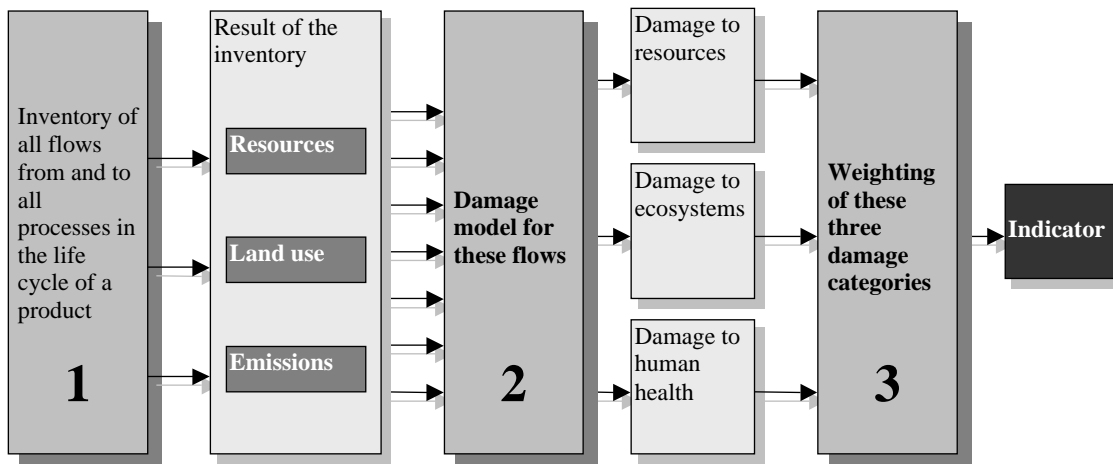 Inventory of
all flows
from and to
all
processes in
the life
cycle of a
product
1
Result of the
inventory
Resources
Land use
Emissions
Damage
model for
these flows
2
Damage to
resources
Damage to
ecosystems
Damage to
human
health
Weighting
of these
three
damage
categories
3
Indicator